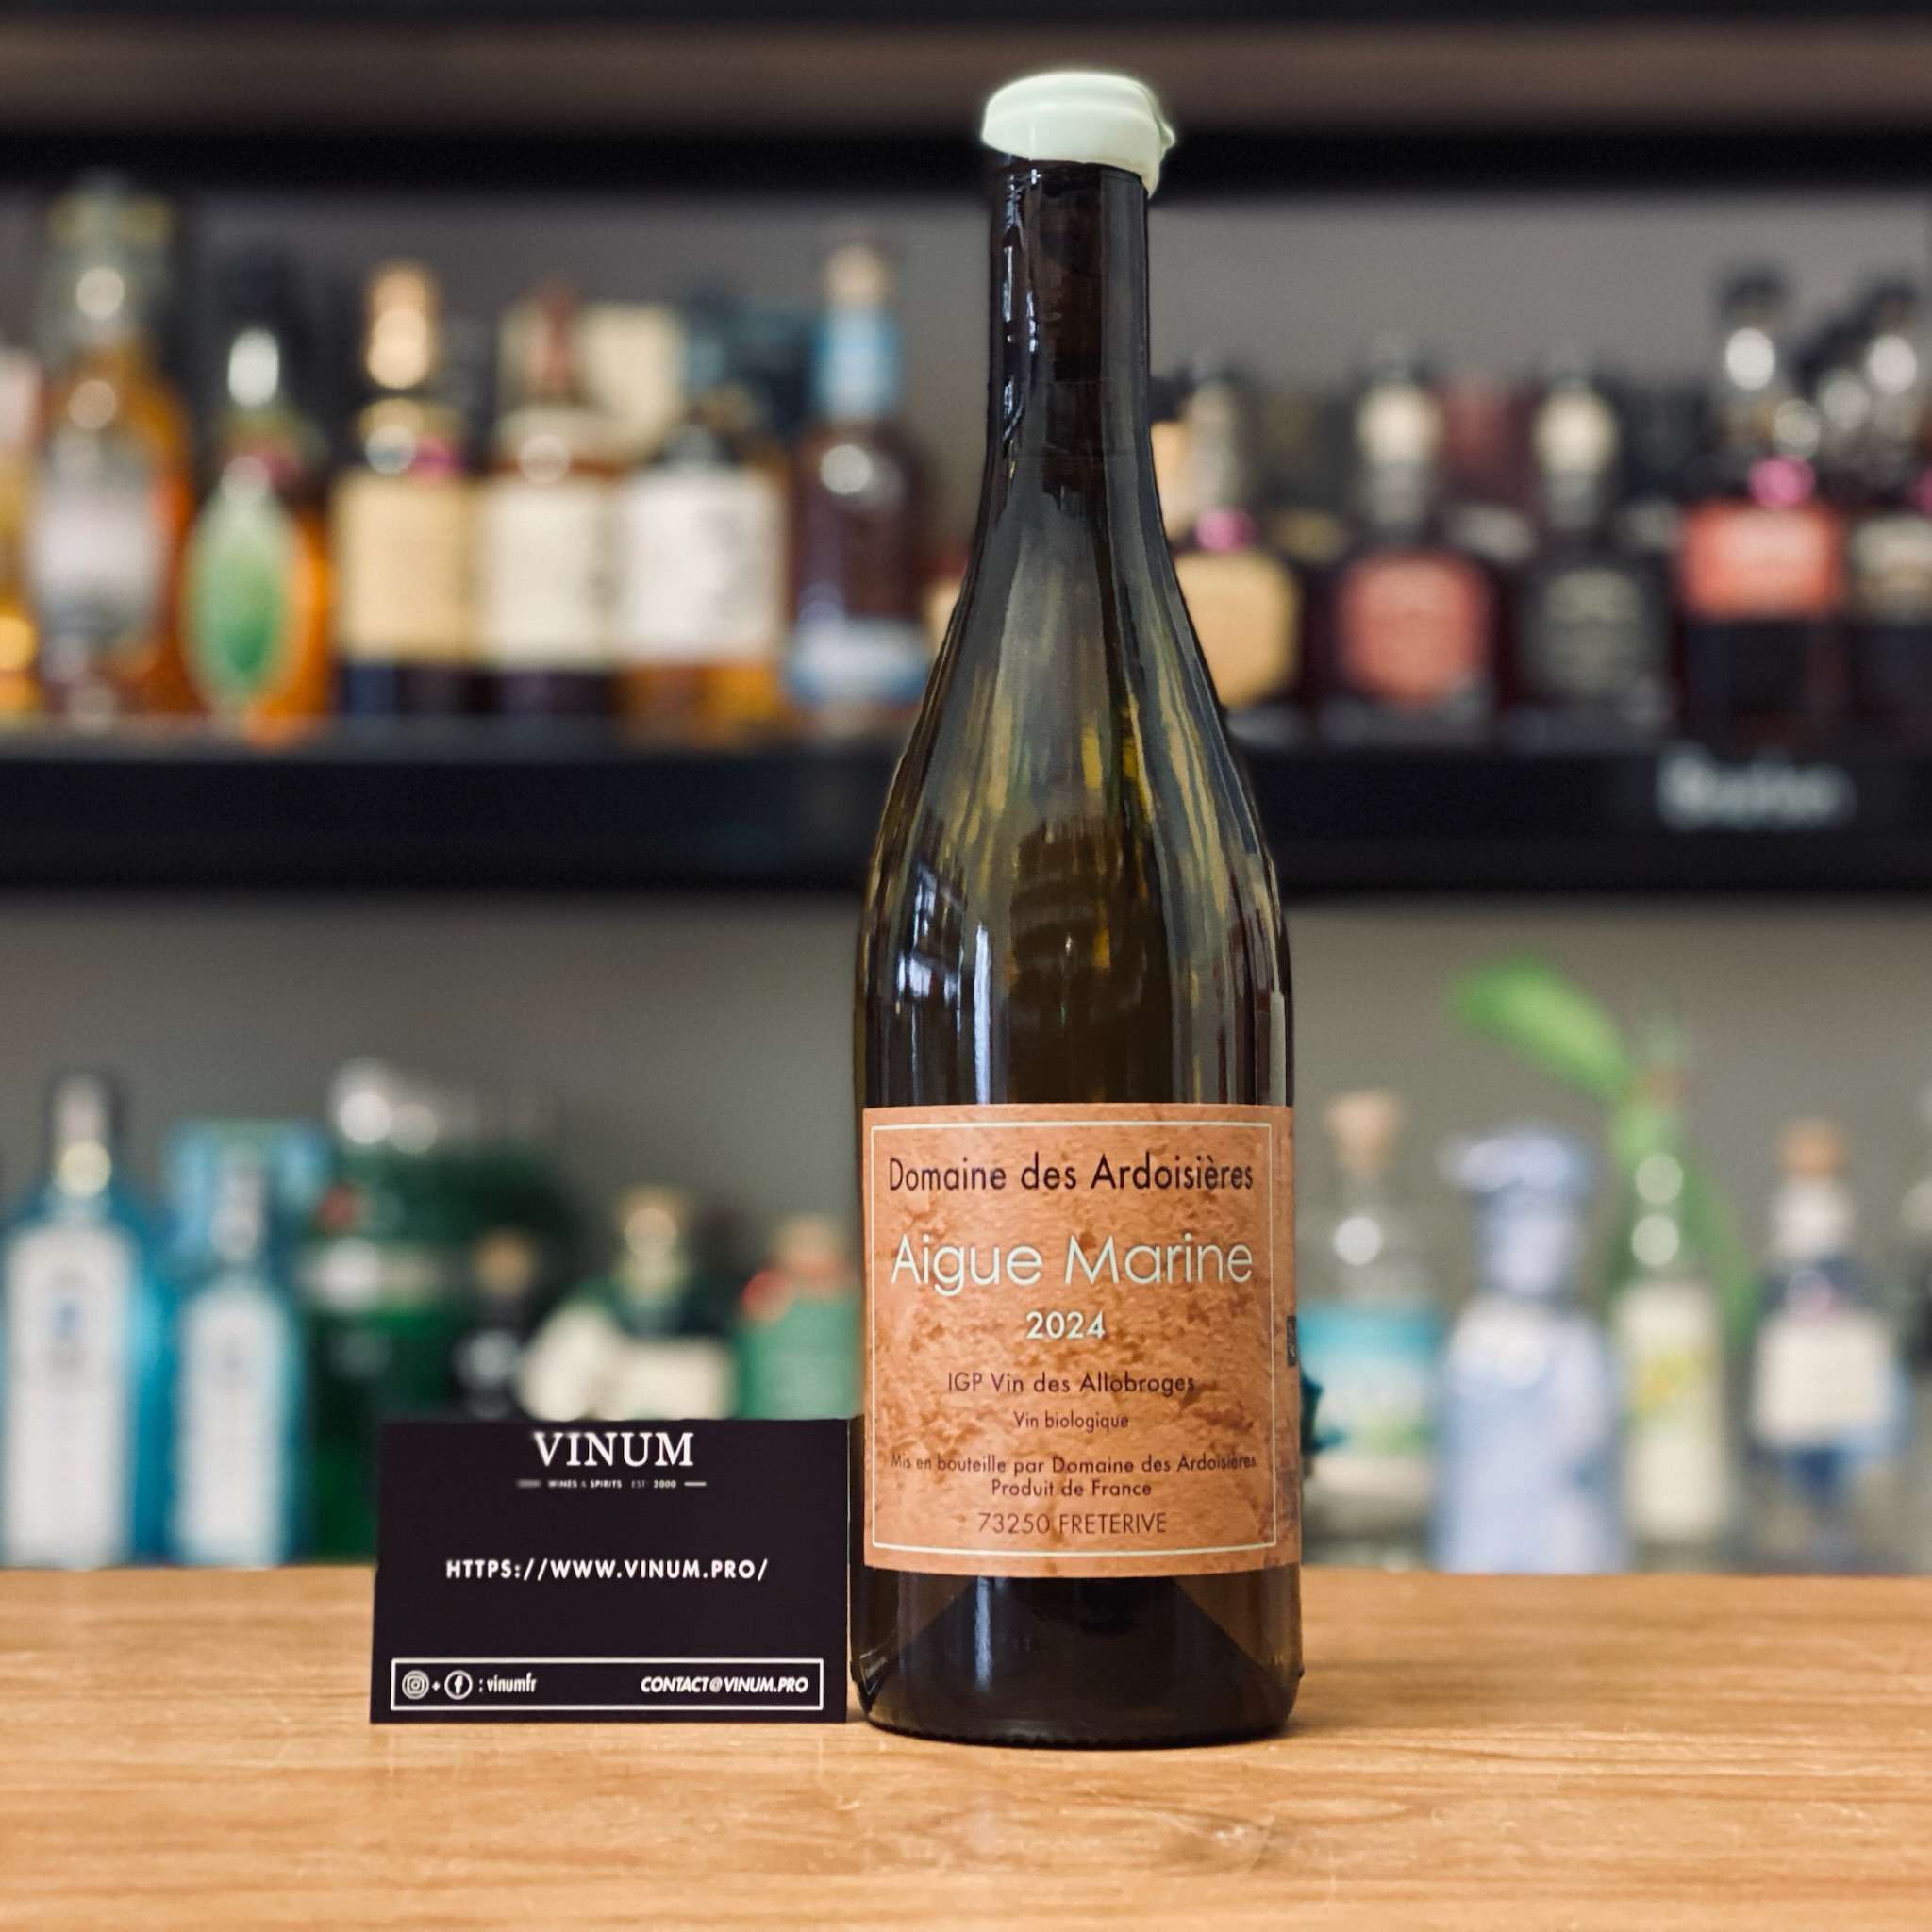 Domaine des Ardoisières
Aigue Marine
2024
IGP Vin des Allobroges
Vin biologique
Mis en bouteille par Domaine des Ardoisières
Produit de France
73250 FRETERIVE
VINUM
WINES & SPIRITS EST 2000
HTTPS://WWW.VINUM.PRO/
+ : vinumfr
CONTACT@VINUM.PRO